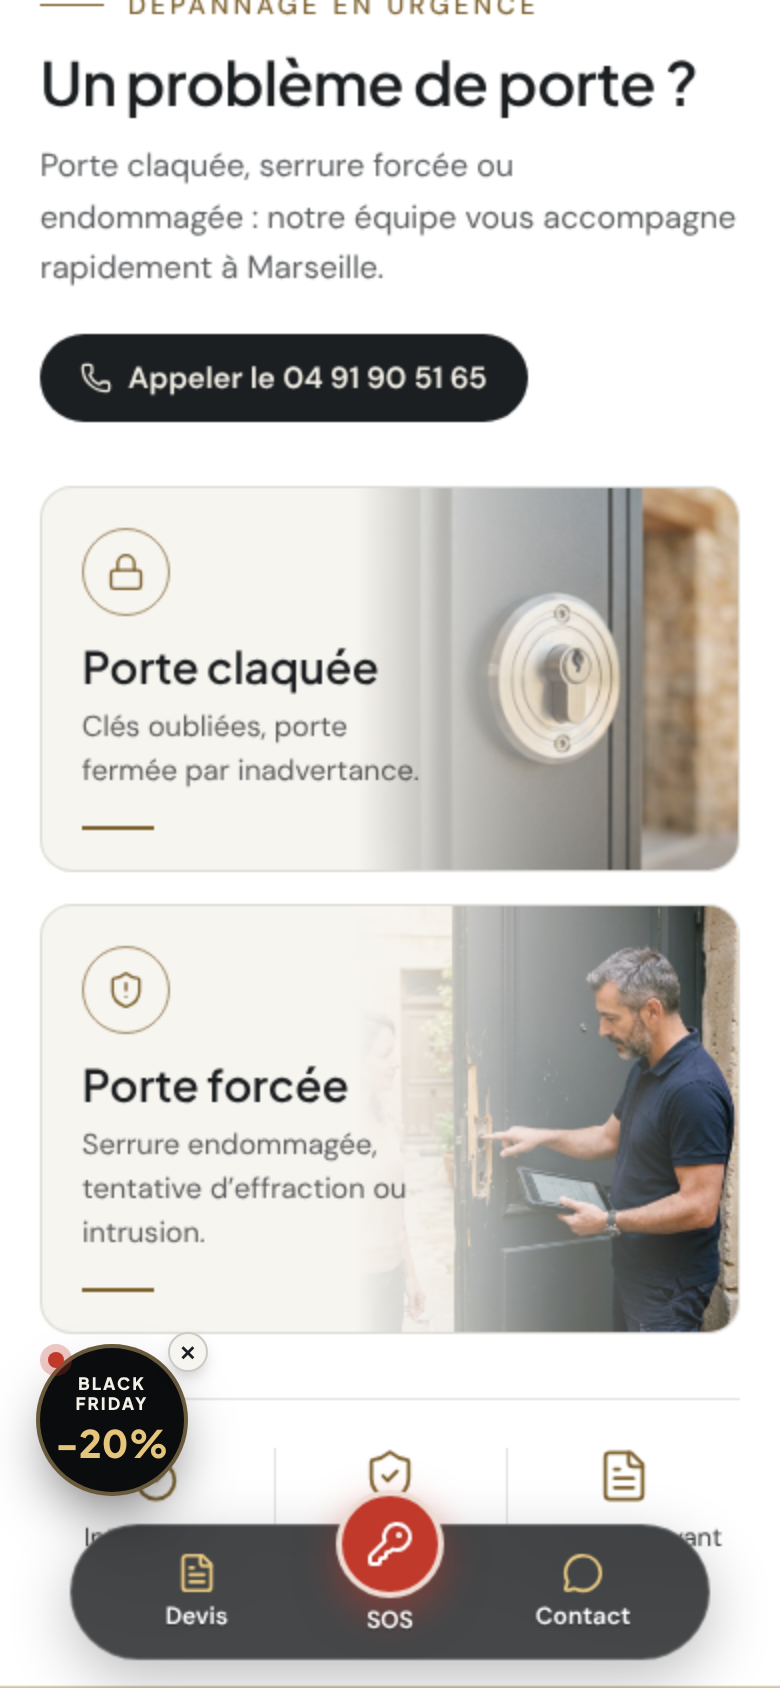 DÉPANNAGE EN URGENCE
Un problème de porte ?
Porte claquée, serrure forcée ou
endommagée : notre équipe vous accompagne
rapidement à Marseille.
Appeler le 04 91 90 51 65
Porte claquée
Clés oubliées, porte
fermée par inadvertance.
Porte forcée
Serrure endommagée,
tentative d’effraction ou
intrusion.
BLACK
FRIDAY
-20%
Devis
SOS
Contact